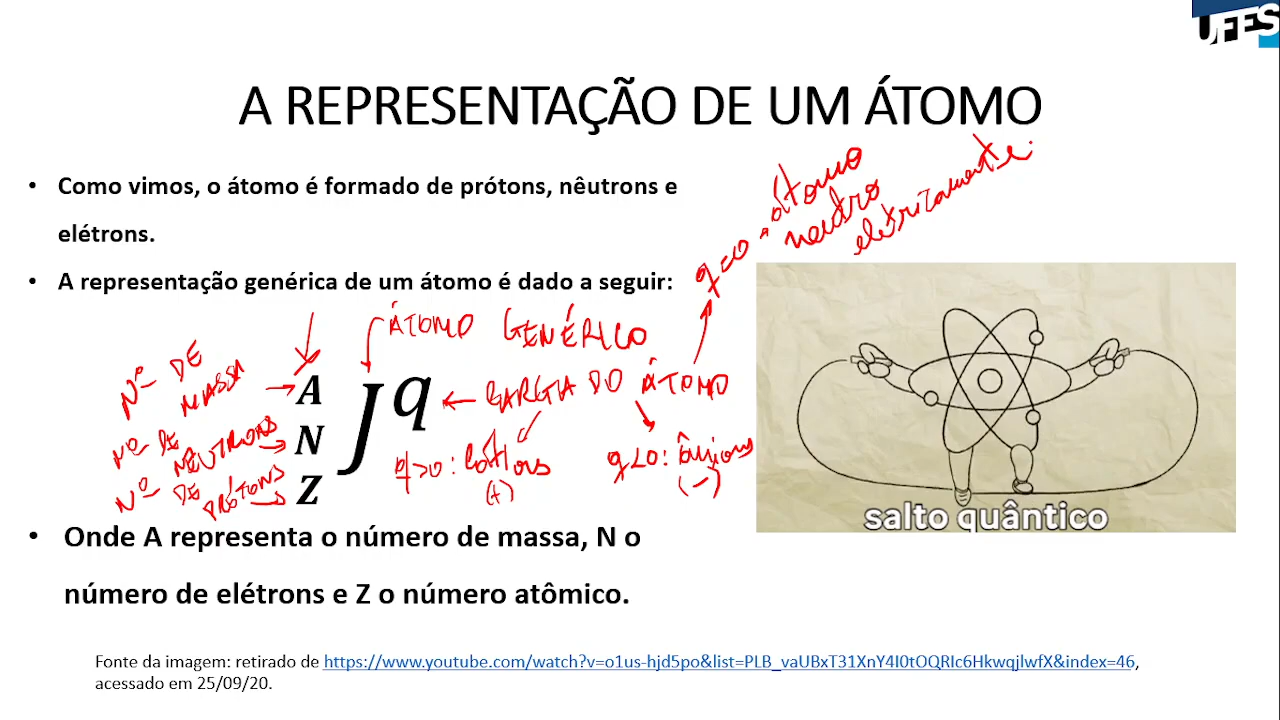 UFES
A REPRESENTAÇÃO DE UM ÁTOMO
• Como vimos, o átomo é formado de prótons, nêutrons e
elétrons.
• A representação genérica de um átomo é dado a seguir:
q=0 → átomo
neutro
eletricamente.
ÁTOMO GENÉRICO
Nº DE
MASSA
A
J
q
CARGA DO ÁTOMO
Nº DE
NEUTRONS
N
q>0: Cátions
(+)
q<0: Ânions
(-)
Nº DE
PRÓTONS
Z
• Onde A representa o número de massa, N o
número de elétrons e Z o número atômico.
salto quântico
Fonte da imagem: retirado de https://www.youtube.com/watch?v=o1us-hjd5po&list=PLB_vaUBxT31XnY4I0tOQRIc6HkwqjlwfX&index=46,
acessado em 25/09/20.